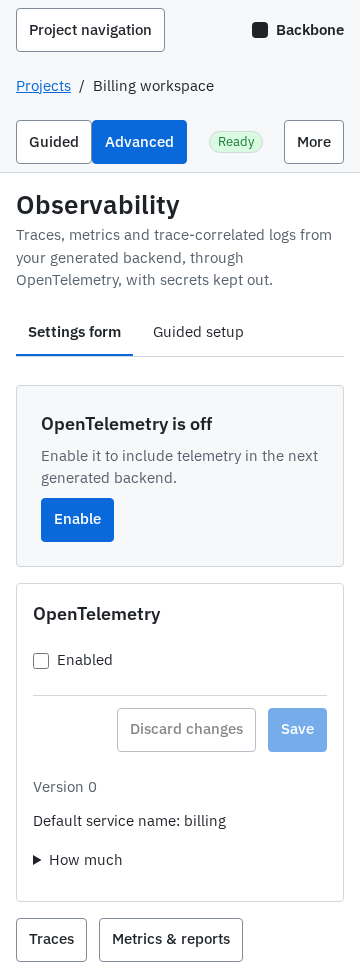 Project navigation
Backbone
Projects / Billing workspace
Guided
Advanced
Ready
More
Observability
Traces, metrics and trace-correlated logs from
your generated backend, through
OpenTelemetry, with secrets kept out.
Settings form
Guided setup
OpenTelemetry is off
Enable it to include telemetry in the next
generated backend.
Enable
OpenTelemetry
Enabled
Discard changes
Save
Version 0
Default service name: billing
How much
Traces
Metrics & reports